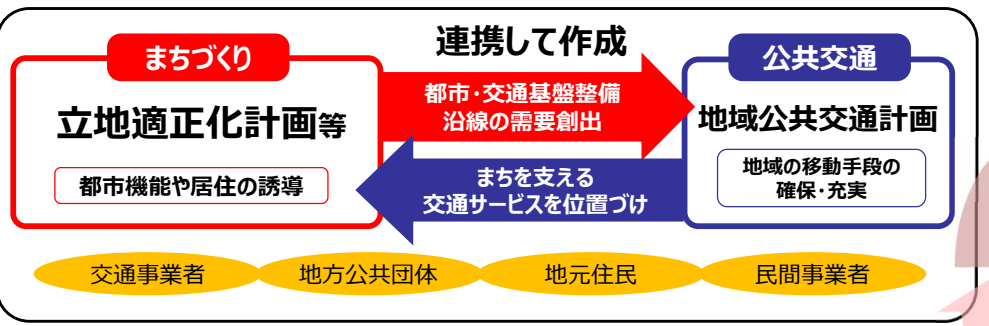 連携して作成
まちづくり
立地適正化計画等
都市機能や居住の誘導
都市・交通基盤整備
沿線の需要創出
まちを支える
交通サービスを位置づけ
公共交通
地域公共交通計画
地域の移動手段の
確保・充実
交通事業者
地方公共団体
地元住民
民間事業者